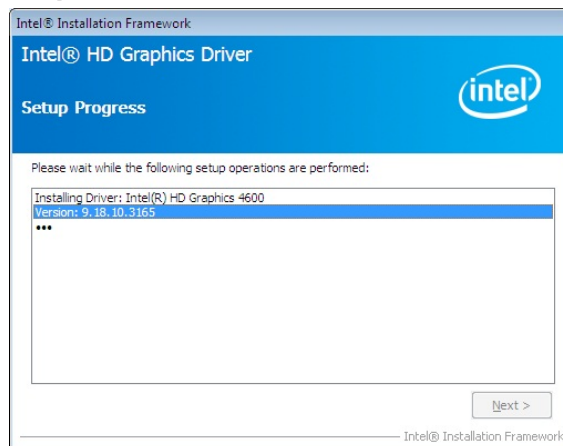 Intel® Installation Framework
Intel® HD Graphics Driver
intel
Setup Progress
Please wait while the following setup operations are performed:
Installing Driver: Intel(R) HD Graphics 4600
Version: 9.18.10.3165
•••
Next >
Intel® Installation Framework